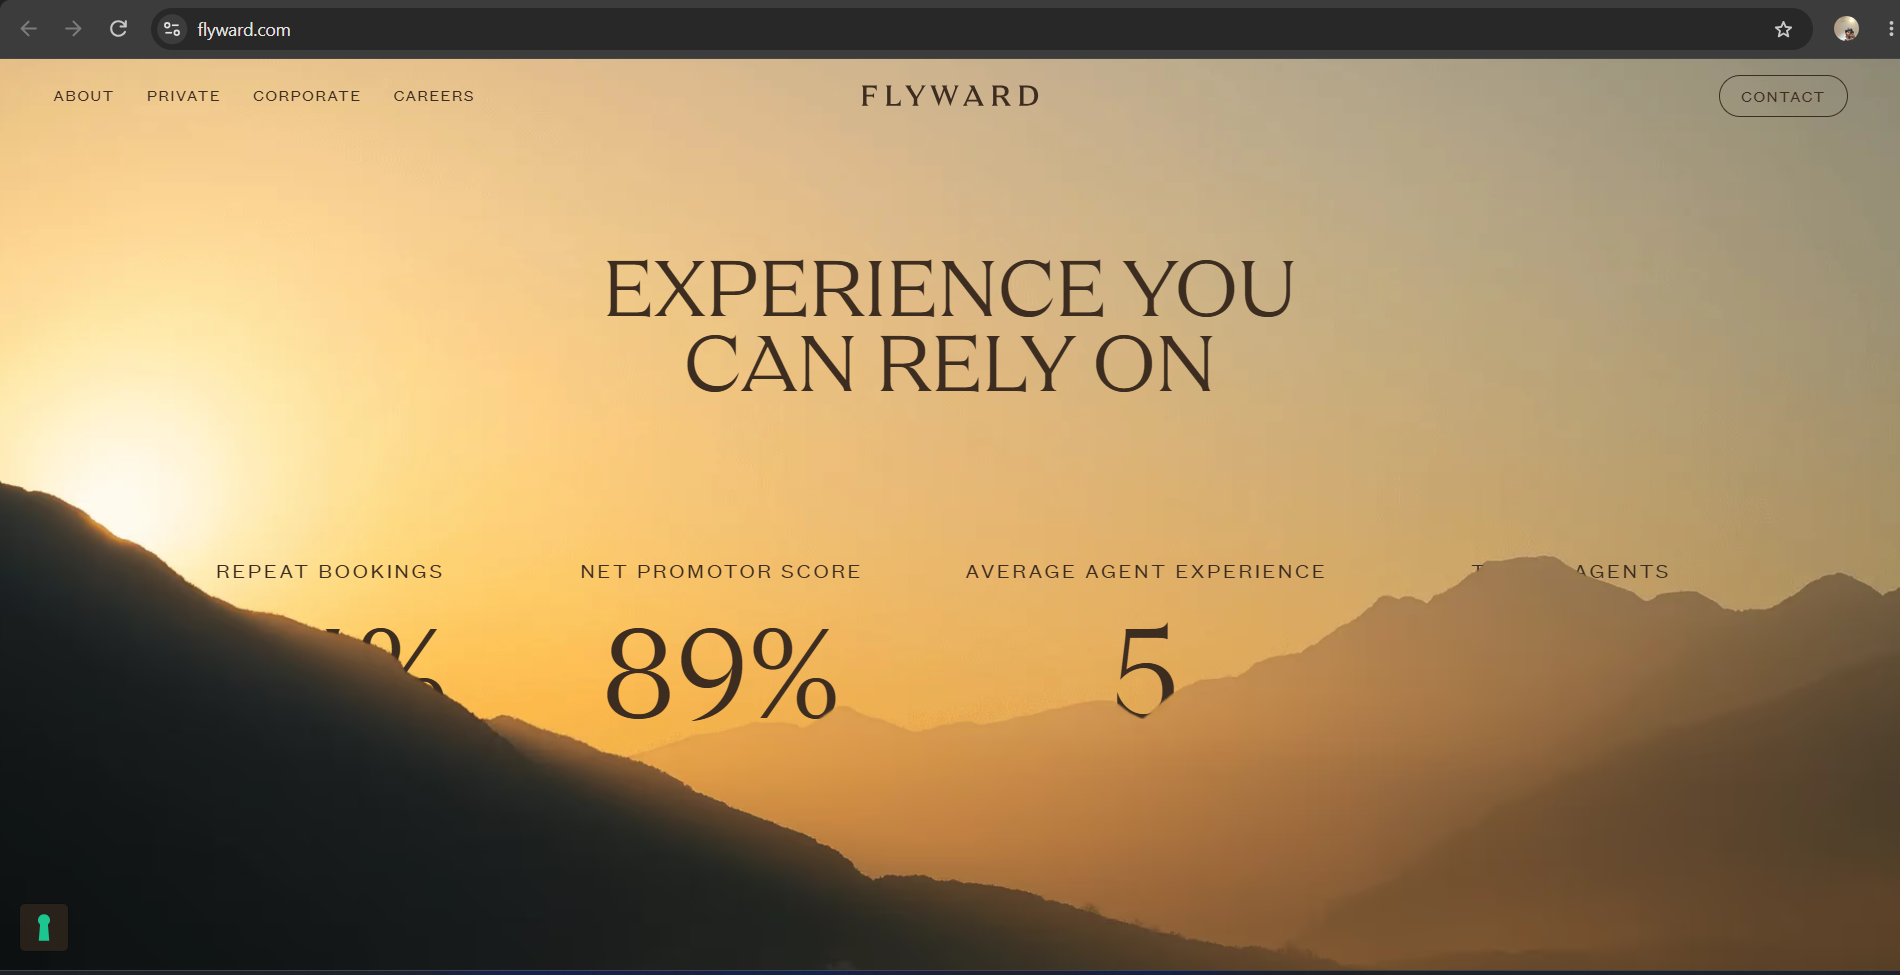 flyward.com
ABOUT PRIVATE CORPORATE CAREERS FLYWARD CONTACT
EXPERIENCE YOU
CAN RELY ON
REPEAT BOOKINGS NET PROMOTOR SCORE AVERAGE AGENT EXPERIENCE AGENTS
% 89% 5